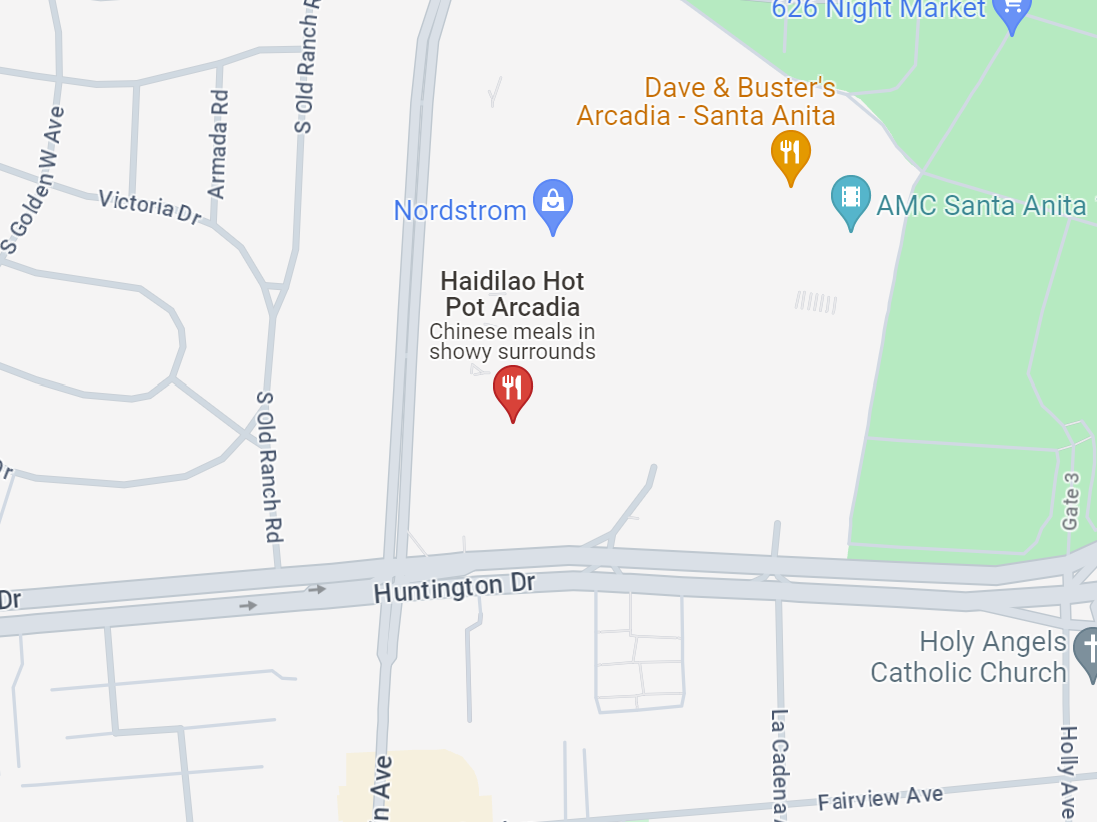 626 Night Market
S Old Ranch R
Dave & Buster's
Arcadia - Santa Anita
Armada Rd
S Golden W Ave
Victoria Dr
Nordstrom
AMC Santa Anita
Haidilao Hot
Pot Arcadia
Chinese meals in
showy surrounds
S Old Ranch Rd
Dr
Gate 3
Dr
Huntington Dr
Holy Angels
Catholic Church
La Cadena A
Holly Ave
n Ave
Fairview Ave